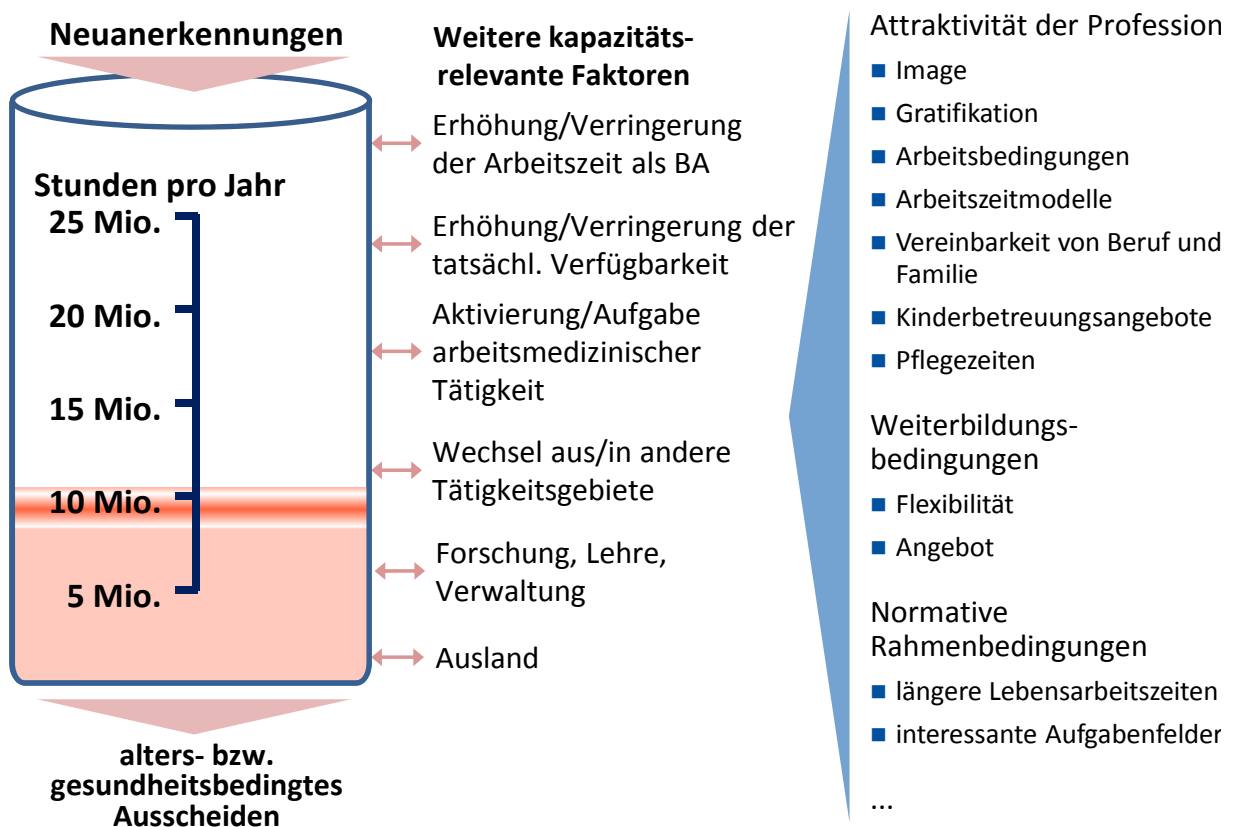 Neuanerkennungen
Stunden pro Jahr
25 Mio.
20 Mio.
15 Mio.
10 Mio.
5 Mio.
alters- bzw.
gesundheitsbedingtes
Ausscheiden
Weitere kapazitäts-
relevante Faktoren
Erhöhung/Verringerung
der Arbeitszeit als BA
Erhöhung/Verringerung der
tatsächl. Verfügbarkeit
Aktivierung/Aufgabe
arbeitsmedizinischer
Tätigkeit
Wechsel aus/in andere
Tätigkeitsgebiete
Forschung, Lehre,
Verwaltung
Ausland
Attraktivität der Profession
Image
Gratifikation
Arbeitsbedingungen
Arbeitszeitmodelle
Vereinbarkeit von Beruf und
Familie
Kinderbetreuungsangebote
Pflegezeiten
Weiterbildungs-
bedingungen
Flexibilität
Angebot
Normative
Rahmenbedingungen
längere Lebensarbeitszeiten
interessante Aufgabenfelder
...